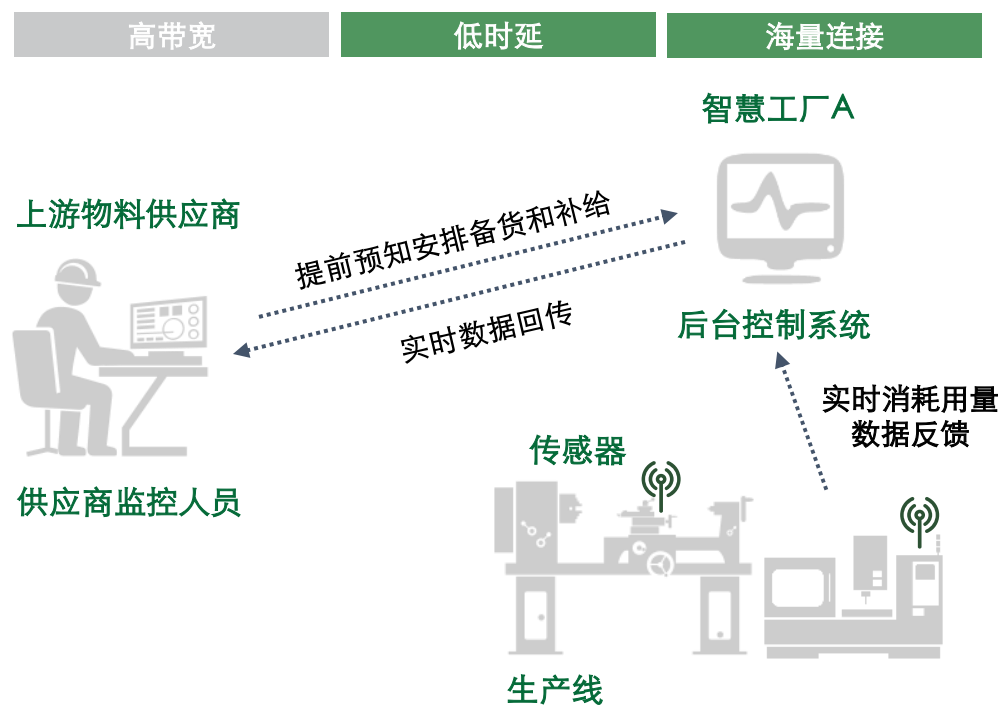 高带宽
低时延
海量连接
智慧工厂A
上游物料供应商
提前预知安排备货和补给
实时数据回传
后台控制系统
实时消耗用量
数据反馈
传感器
供应商监控人员
生产线